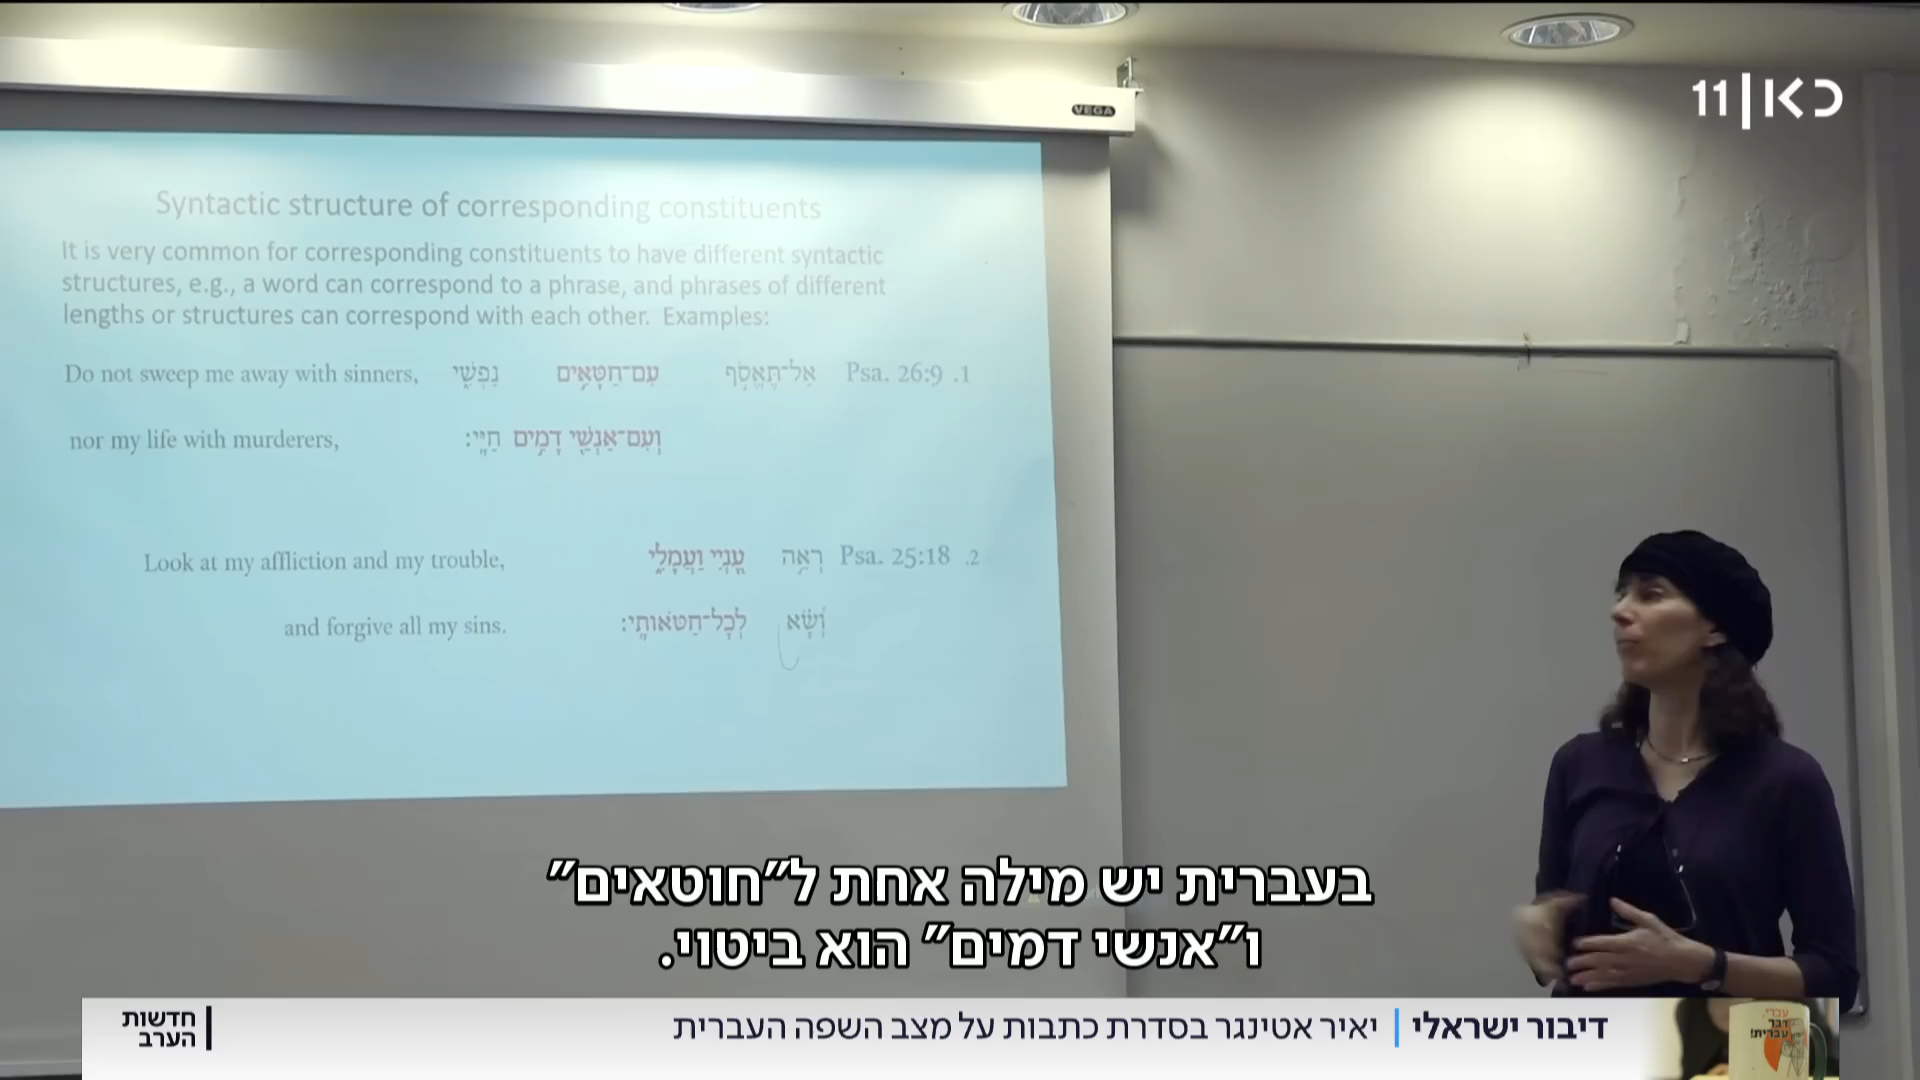 VEGA
כאן 11
Syntactic structure of corresponding constituents
It is very common for corresponding constituents to have different syntactic
structures, e.g., a word can correspond to a phrase, and phrases of different
lengths or structures can correspond with each other. Examples:
Do not sweep me away with sinners, אַל־תֶּאֱסֹ֣ף עִם־חַטָּאִ֣ים נַפְשִׁ֑י Psa. 26:9 .1
nor my life with murderers, וְעִם־אַנְשֵׁ֖י דָמִ֣ים חַיָּֽי׃
Look at my affliction and my trouble, רְאֵ֣ה עָ֭נְיִי וַעֲמָלִ֑י Psa. 25:18 .2
and forgive all my sins. וְ֝שָׂ֗א לְכָל־חַטֹּאותָֽי׃
בעברית יש מילה אחת ל"חוטאים"
ו"אנשי דמים" הוא ביטוי.
דיבור ישראלי | יאיר אטינגר בסדרת כתבות על מצב השפה העברית
חדשות
הערב
עברי,
דבר
עברית!